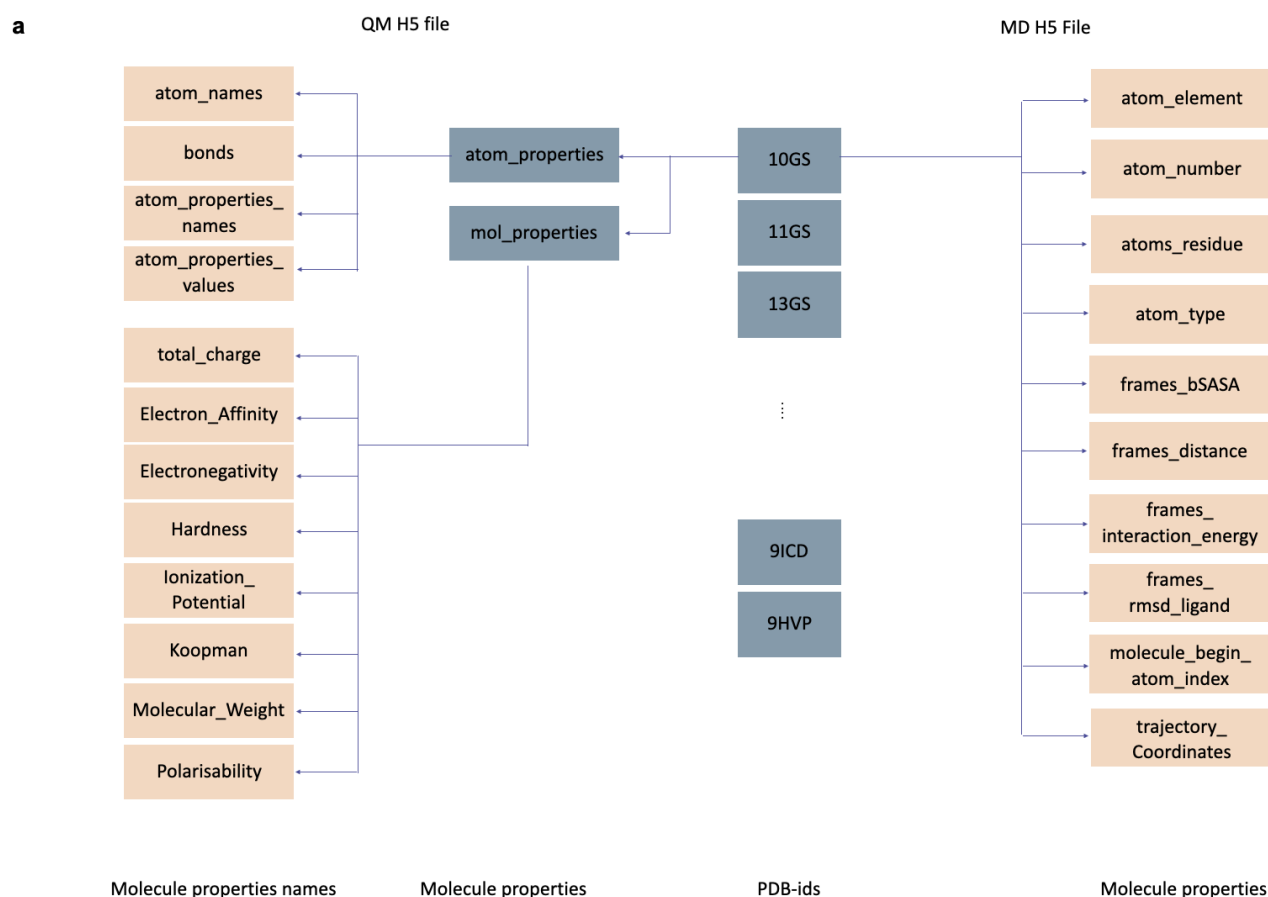 a
QM H5 file
MD H5 File
atom_names
bonds
atom_properties_
names
atom_properties_
values
total_charge
Electron_Affinity
Electronegativity
Hardness
Ionization_
Potential
Koopman
Molecular_Weight
Polarisability
atom_properties
mol_properties
10GS
11GS
13GS
⋮
9ICD
9HVP
atom_element
atom_number
atoms_residue
atom_type
frames_bSASA
frames_distance
frames_
interaction_energy
frames_
rmsd_ligand
molecule_begin_
atom_index
trajectory_
Coordinates
Molecule properties names
Molecule properties
PDB-ids
Molecule properties